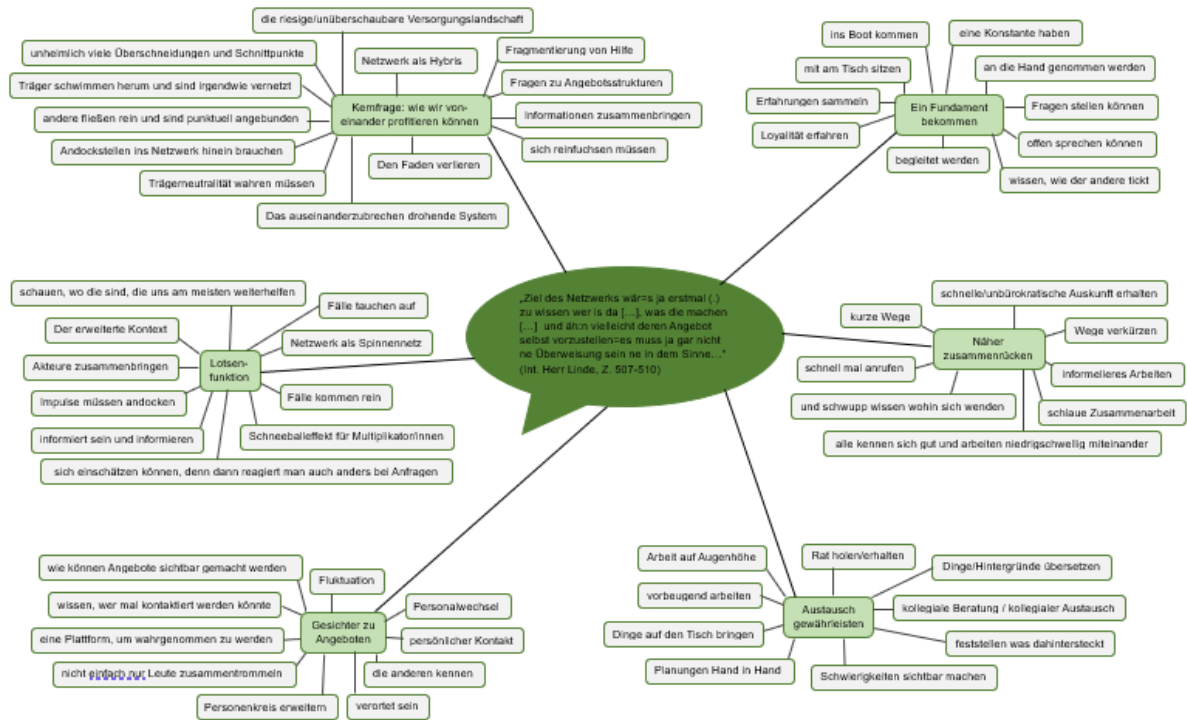 die riesige/unüberschaubare Versorgungslandschaft
unheimlich viele Überschneidungen und Schnittpunkte
Netzwerk als Hybris
Fragmentierung von Hilfe
Träger schwimmen herum und sind irgendwie vernetzt
Fragen zu Angebotsstrukturen
Kernfrage: wie wir von-
einander profitieren können
andere fließen rein und sind punktuell angebunden
Informationen zusammenbringen
Andockstellen ins Netzwerk hinein brauchen
sich reinfuchsen müssen
Den Faden verlieren
Trägerneutralität wahren müssen
Das auseinanderzubrechen drohende System
ins Boot kommen
eine Konstante haben
mit am Tisch sitzen
an die Hand genommen werden
Erfahrungen sammeln
Ein Fundament
bekommen
Fragen stellen können
Loyalität erfahren
offen sprechen können
begleitet werden
wissen, wie der andere tickt
„Ziel des Netzwerks wär=s ja erstmal (.)
zu wissen wer is da [...], was die machen
[...] und äh:n vielleicht deren Angebot
selbst vorzustellen=es muss ja gar nicht
ne Überweisung sein ne in dem Sinne...“
(Int. Herr Linde, Z. 507-510)
schauen, wo die sind, die uns am meisten weiterhelfen
Fälle tauchen auf
Der erweiterte Kontext
Netzwerk als Spinnennetz
Akteure zusammenbringen
Lotsen-
funktion
Impulse müssen andocken
Fälle kommen rein
informiert sein und informieren
Schneeballeffekt für Multiplikator/innen
sich einschätzen können, denn dann reagiert man auch anders bei Anfragen
schnelle/unbürokratische Auskunft erhalten
kurze Wege
Wege verkürzen
Näher
zusammenrücken
schnell mal anrufen
informelleres Arbeiten
und schwupp wissen wohin sich wenden
schlaue Zusammenarbeit
alle kennen sich gut und arbeiten niedrigschwellig miteinander
wie können Angebote sichtbar gemacht werden
Fluktuation
wissen, wer mal kontaktiert werden könnte
Personalwechsel
Gesichter zu
Angeboten
eine Plattform, um wahrgenommen zu werden
persönlicher Kontakt
nicht einfach nur Leute zusammentrommeln
die anderen kennen
Personenkreis erweitern
verortet sein
Arbeit auf Augenhöhe
Rat holen/erhalten
Dinge/Hintergründe übersetzen
vorbeugend arbeiten
Austausch
gewährleisten
kollegiale Beratung / kollegialer Austausch
Dinge auf den Tisch bringen
feststellen was dahintersteckt
Planungen Hand in Hand
Schwierigkeiten sichtbar machen